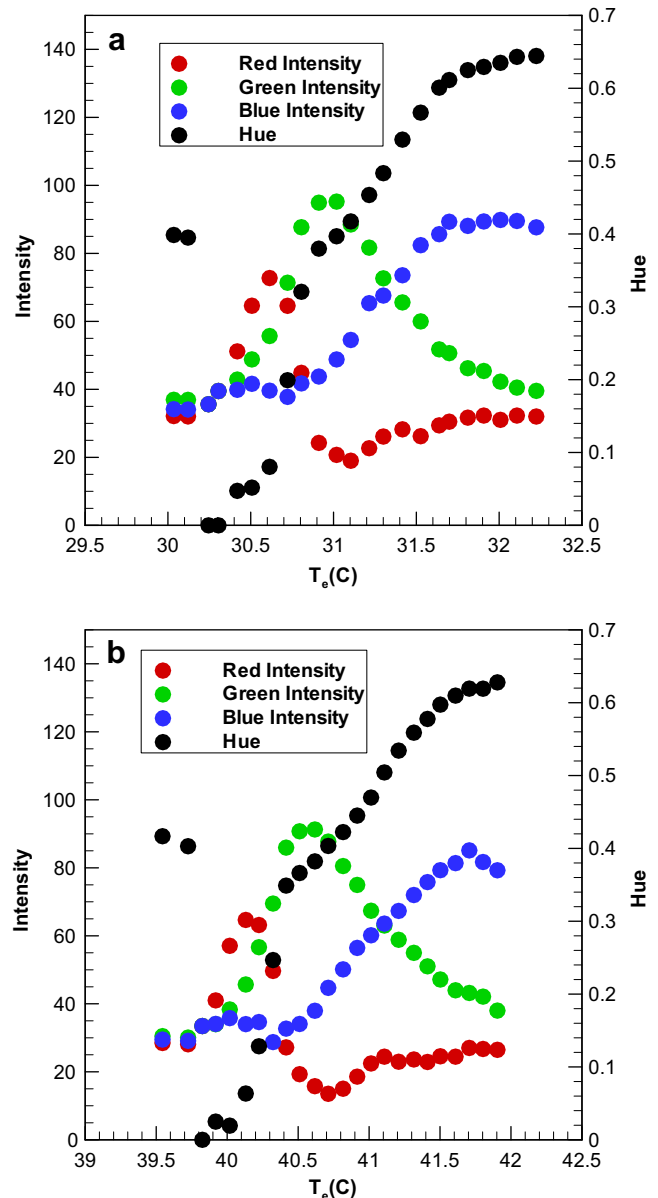 a
Red Intensity
Green Intensity
Blue Intensity
Hue
Intensity
140
120
100
80
60
40
20
0
0.7
0.6
0.5
0.4
0.3
0.2
0.1
0
Hue
29.5 30 30.5 31 31.5 32 32.5
T_e(C)
b
Red Intensity
Green Intensity
Blue Intensity
Hue
Intensity
140
120
100
80
60
40
20
0
0.7
0.6
0.5
0.4
0.3
0.2
0.1
0
Hue
39 39.5 40 40.5 41 41.5 42 42.5
T_e(C)